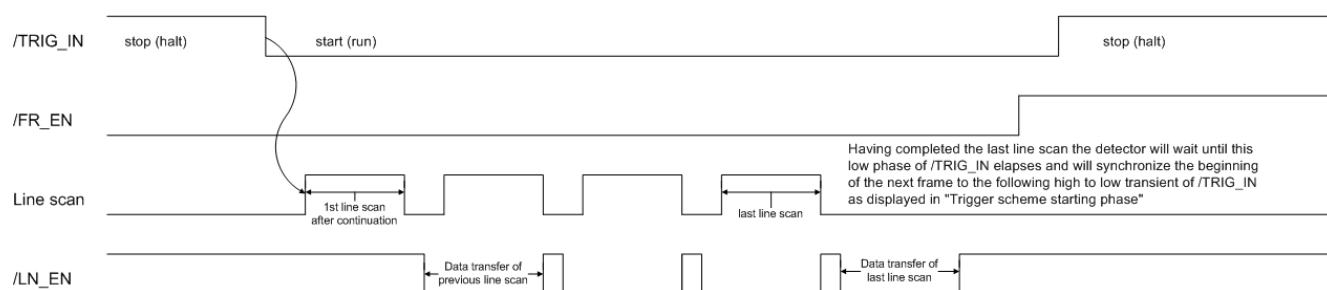 /TRIG_IN
stop (halt)
start (run)
stop (halt)
/FR_EN
Having completed the last line scan the detector will wait until this
low phase of /TRIG_IN elapses and will synchronize the beginning
of the next frame to the following high to low transient of /TRIG_IN
as displayed in "Trigger scheme starting phase"
Line scan
1st line scan
after continuation
last line scan
/LN_EN
Data transfer of
previous line scan
Data transfer of
last line scan